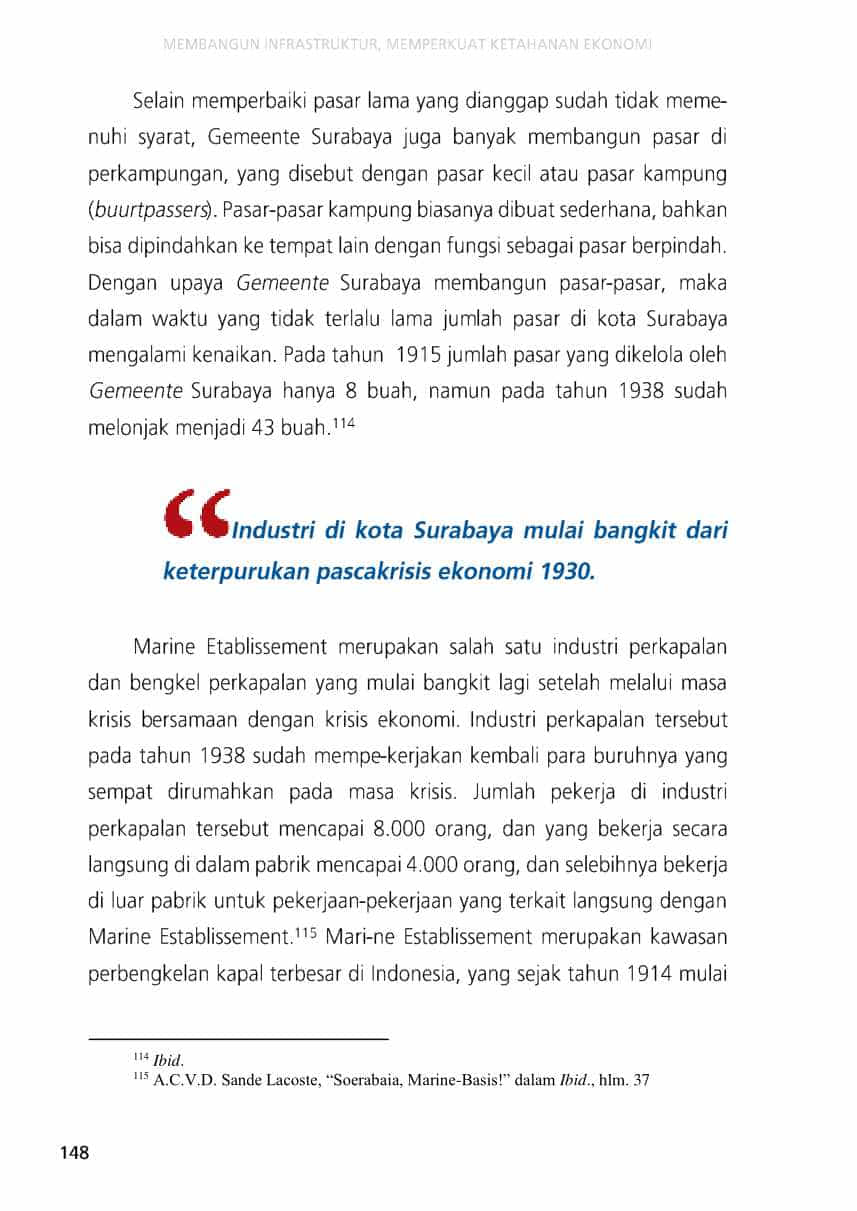 MEMBANGUN INFRASTRUKTUR, MEMPERKUAT KETAHANAN EKONOMI
Selain memperbaiki pasar lama yang dianggap sudah tidak meme-
nuhi syarat, Gemeente Surabaya juga banyak membangun pasar di
perkampungan, yang disebut dengan pasar kecil atau pasar kampung
(buurtpassers). Pasar-pasar kampung biasanya dibuat sederhana, bahkan
bisa dipindahkan ke tempat lain dengan fungsi sebagai pasar berpindah.
Dengan upaya Gemeente Surabaya membangun pasar-pasar, maka
dalam waktu yang tidak terlalu lama jumlah pasar di kota Surabaya
mengalami kenaikan. Pada tahun 1915 jumlah pasar yang dikelola oleh
Gemeente Surabaya hanya 8 buah, namun pada tahun 1938 sudah
melonjak menjadi 43 buah.114
“Industri di kota Surabaya mulai bangkit dari
keterpurukan pascakrisis ekonomi 1930.
Marine Etablissement merupakan salah satu industri perkapalan
dan bengkel perkapalan yang mulai bangkit lagi setelah melalui masa
krisis bersamaan dengan krisis ekonomi. Industri perkapalan tersebut
pada tahun 1938 sudah mempe-kerjakan kembali para buruhnya yang
sempat dirumahkan pada masa krisis. Jumlah pekerja di industri
perkapalan tersebut mencapai 8.000 orang, dan yang bekerja secara
langsung di dalam pabrik mencapai 4.000 orang, dan selebihnya bekerja
di luar pabrik untuk pekerjaan-pekerjaan yang terkait langsung dengan
Marine Establissement.115 Mari-ne Establissement merupakan kawasan
perbengkelan kapal terbesar di Indonesia, yang sejak tahun 1914 mulai
114 Ibid.
115 A.C.V.D. Sande Lacoste, “Soerabaia, Marine-Basis!” dalam Ibid., hlm. 37
148